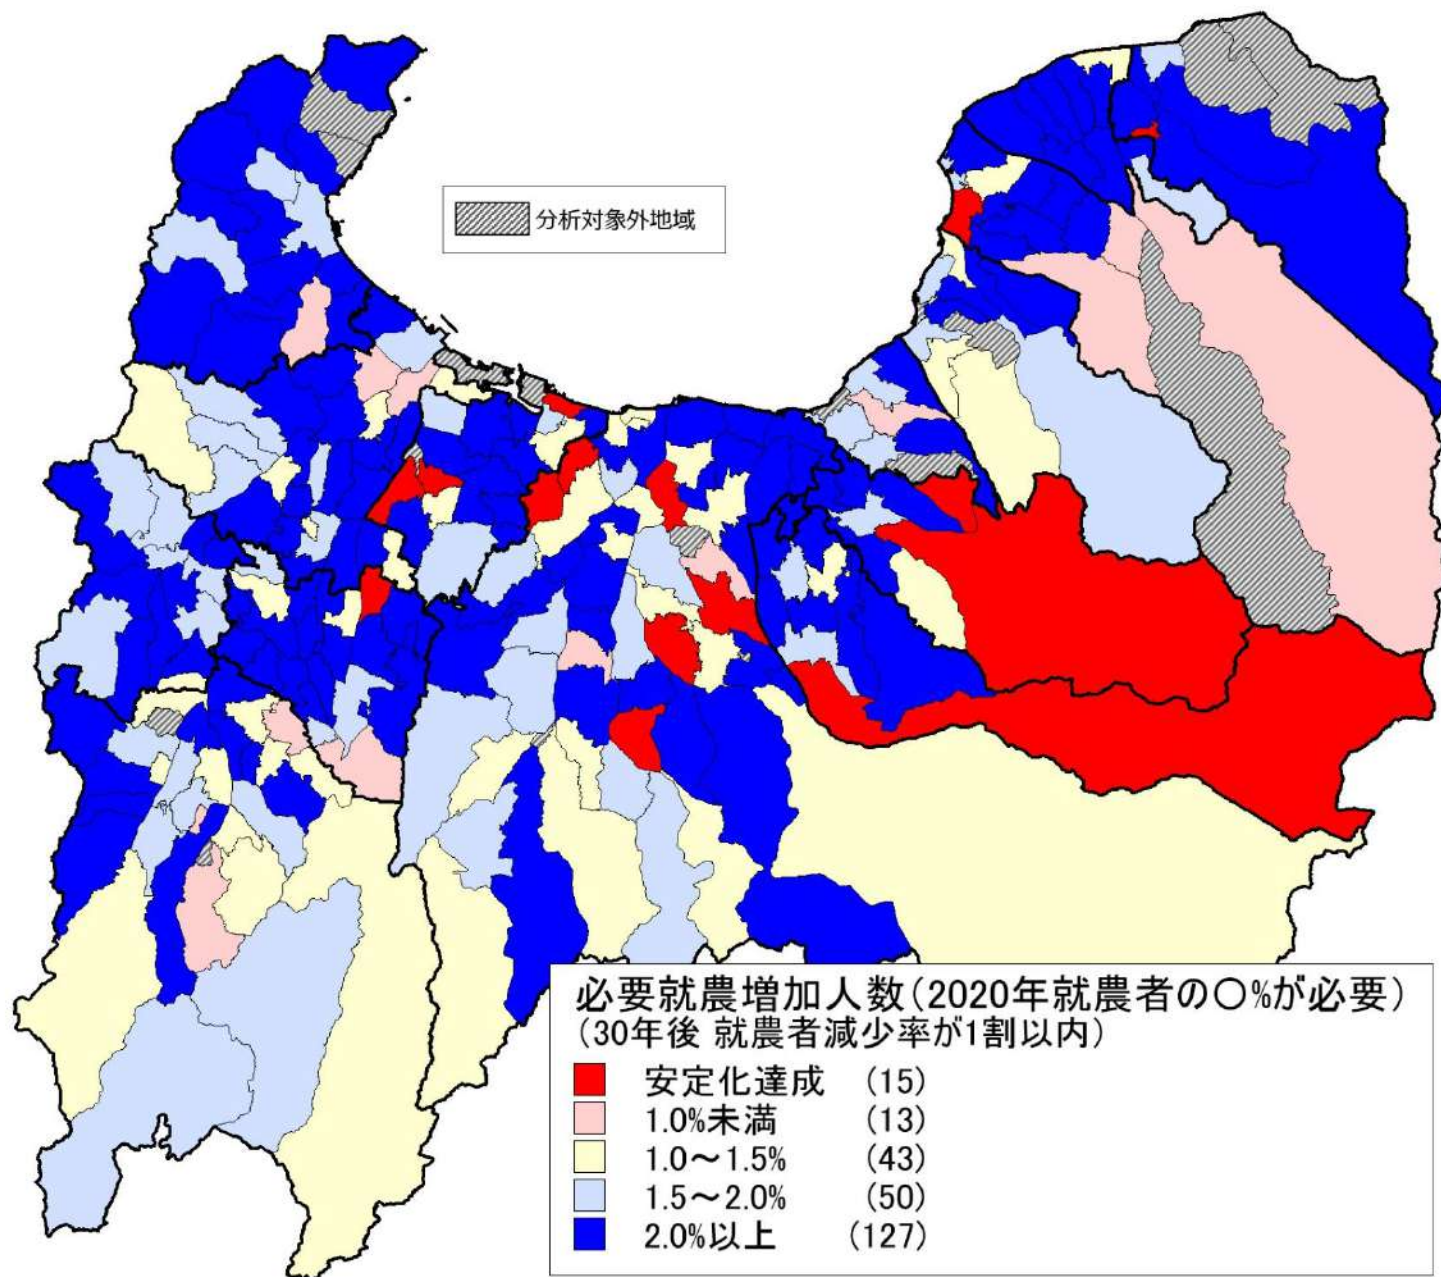 分析対象外地域
必要就農増加人数(2020年就農者の〇%が必要)
(30年後 就農者減少率が1割以内)
安定化達成 (15)
1.0%未満 (13)
1.0～1.5% (43)
1.5～2.0% (50)
2.0%以上 (127)